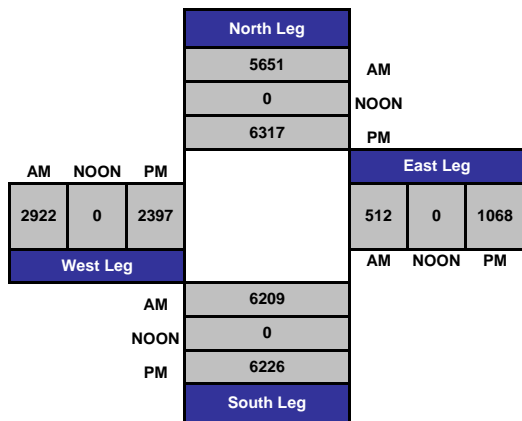 North Leg
5651 AM
0 NOON
6317 PM
AM NOON PM
East Leg
2922 0 2397
512 0 1068
West Leg
AM NOON PM
AM 6209
NOON 0
PM 6226
South Leg